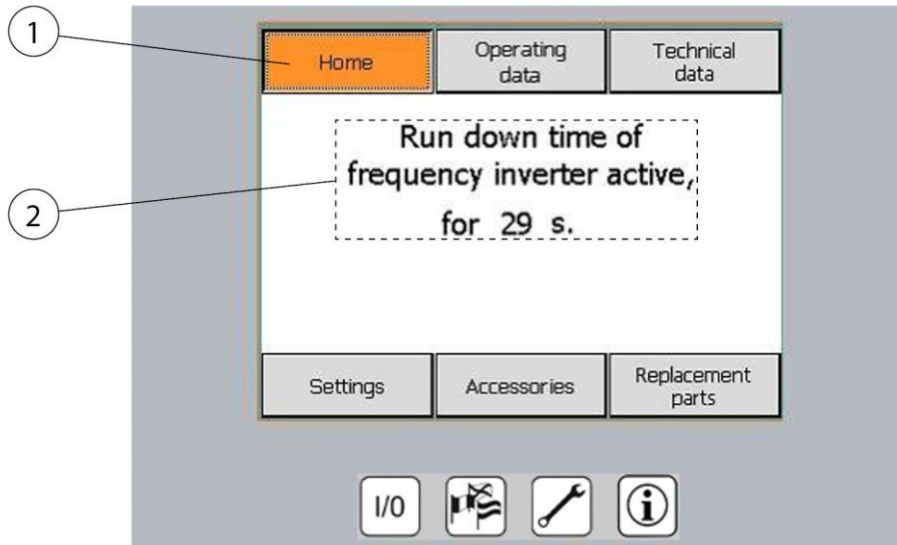 1
Home
Operating
data
Technical
data
Run down time of
frequency inverter active,
for 29 s.
2
Settings
Accessories
Replacement
parts
I/0
i